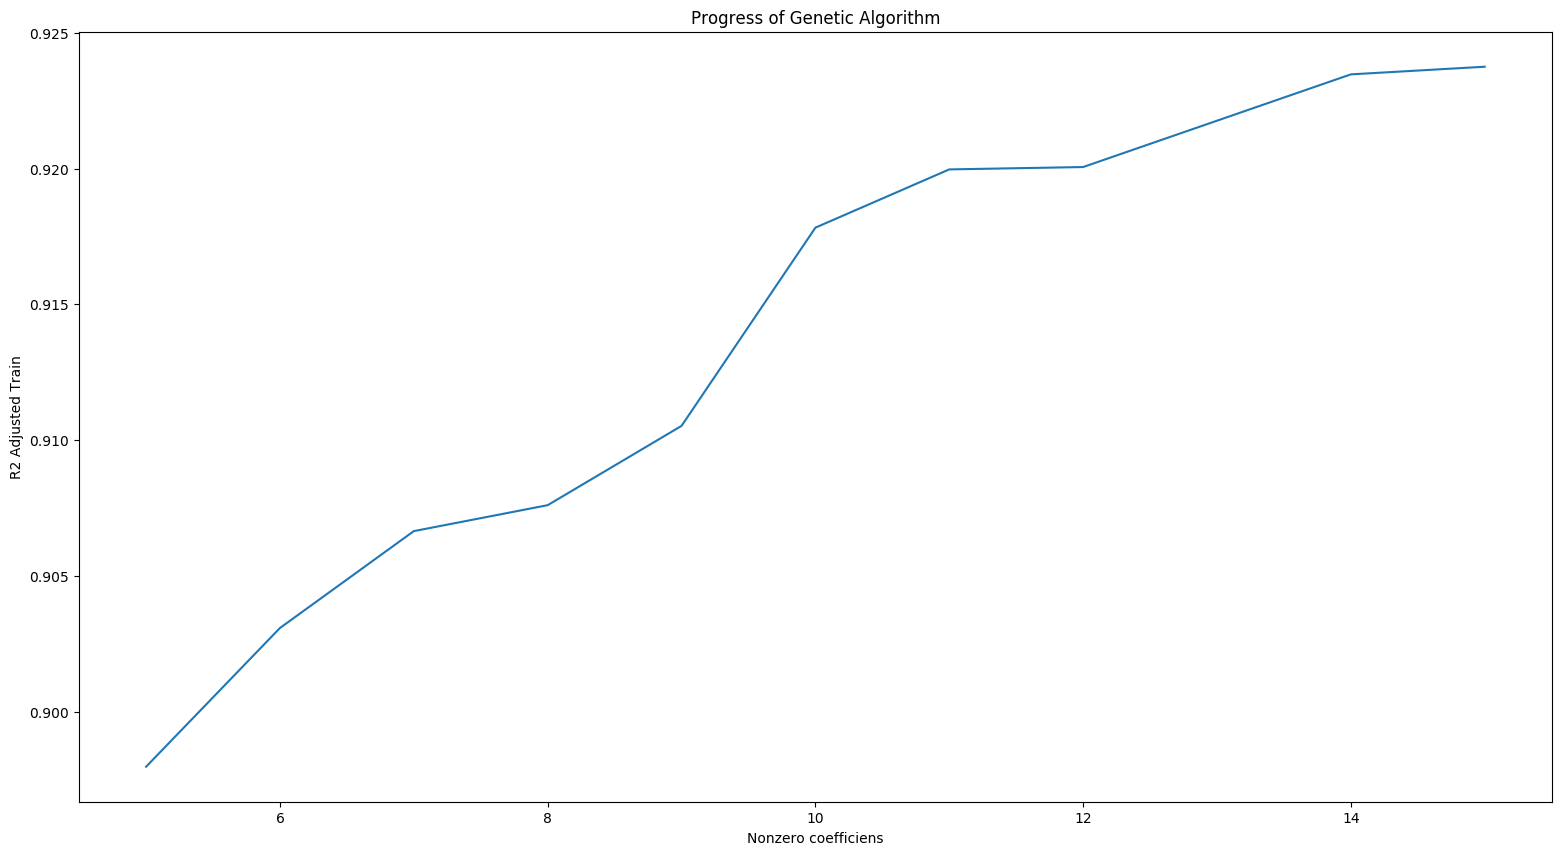 Progress of Genetic Algorithm
0.925
0.920
0.915
0.910
0.905
0.900
R2 Adjusted Train
6 8 10 12 14
Nonzero coefficiens